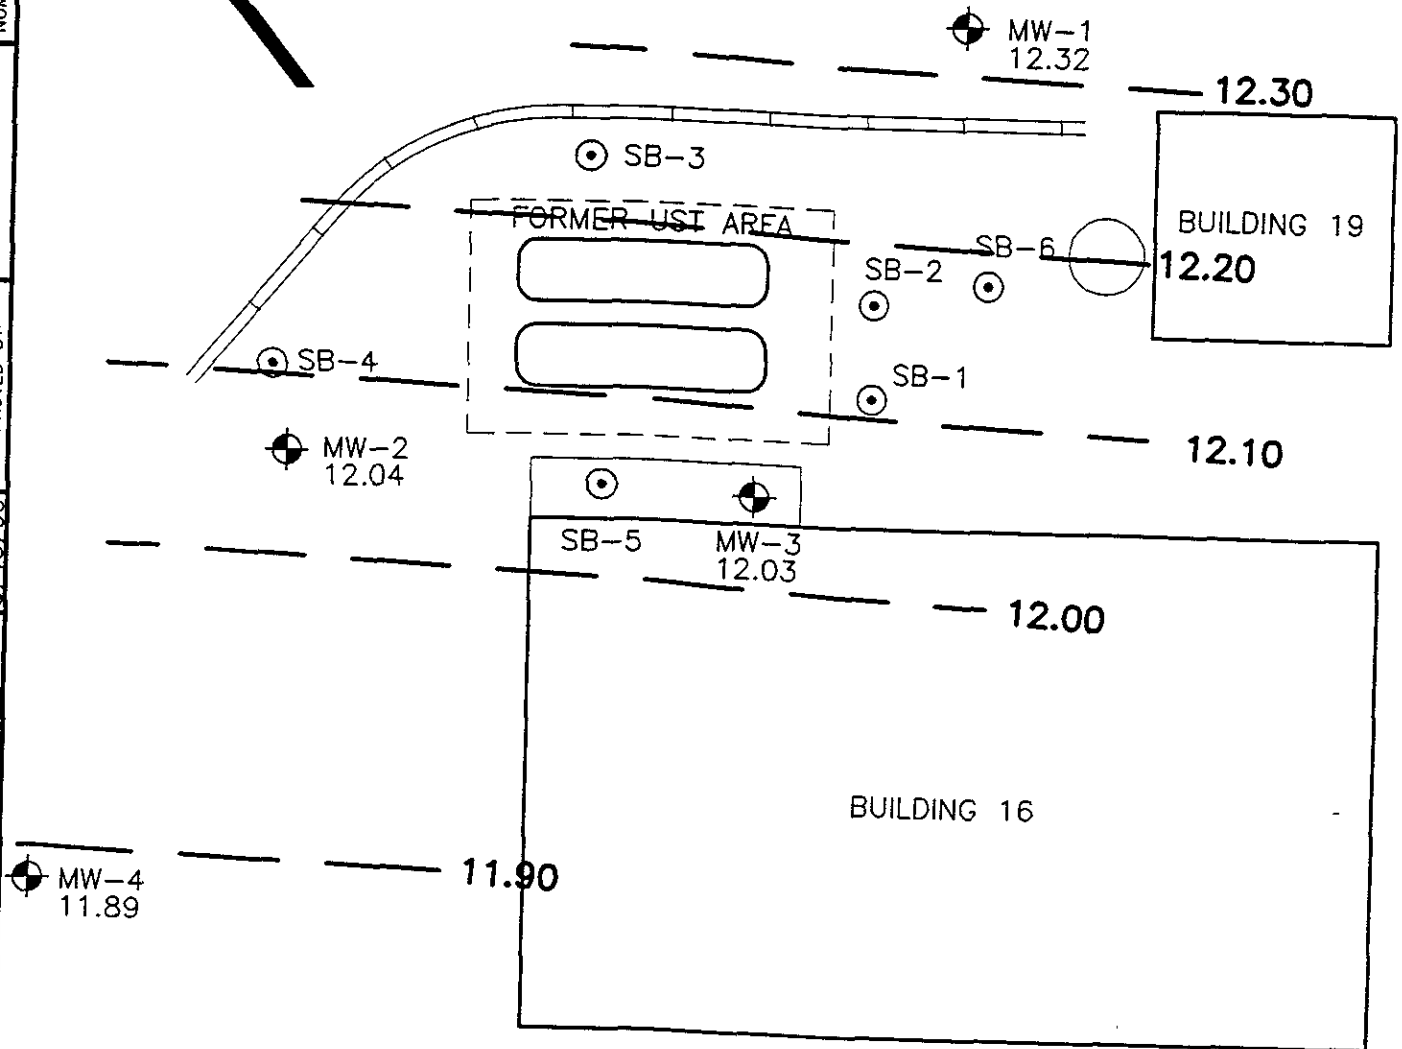 MW-1
12.32
12.30
SB-3
FORMER UST AREA
BUILDING 19
SB-6
SB-2
12.20
SB-4
SB-1
MW-2
12.04
12.10
SB-5
MW-3
12.03
12.00
BUILDING 16
MW-4
11.89
11.90